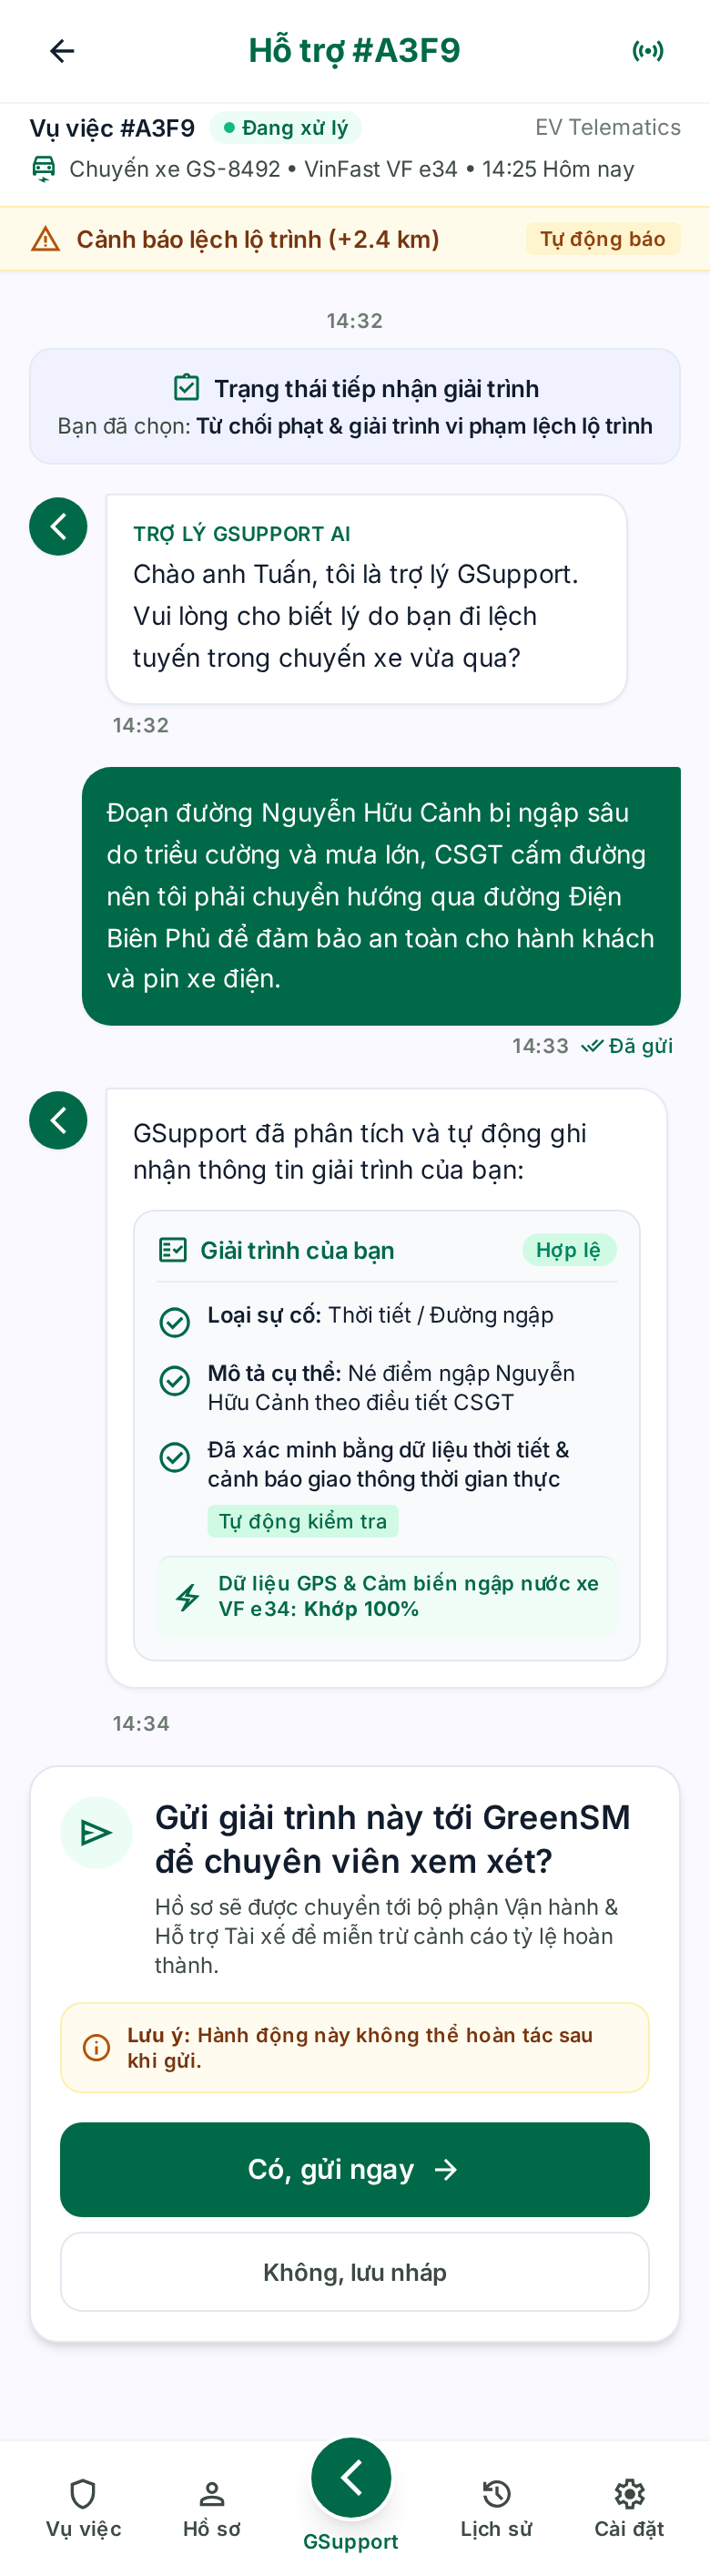 Hỗ trợ #A3F9
Vụ việc #A3F9
Đang xử lý
EV Telematics
Chuyến xe GS-8492 • VinFast VF e34 • 14:25 Hôm nay
Cảnh báo lệch lộ trình (+2.4 km)
Tự động báo
14:32
Trạng thái tiếp nhận giải trình
Bạn đã chọn: Từ chối phạt & giải trình vi phạm lệch lộ trình
TRỢ LÝ GSUPPORT AI
Chào anh Tuấn, tôi là trợ lý GSupport.
Vui lòng cho biết lý do bạn đi lệch
tuyến trong chuyến xe vừa qua?
14:32
Đoạn đường Nguyễn Hữu Cảnh bị ngập sâu
do triều cường và mưa lớn, CSGT cấm đường
nên tôi phải chuyển hướng qua đường Điện
Biên Phủ để đảm bảo an toàn cho hành khách
và pin xe điện.
14:33
Đã gửi
GSupport đã phân tích và tự động ghi
nhận thông tin giải trình của bạn:
Giải trình của bạn
Hợp lệ
Loại sự cố: Thời tiết / Đường ngập
Mô tả cụ thể: Né điểm ngập Nguyễn
Hữu Cảnh theo điều tiết CSGT
Đã xác minh bằng dữ liệu thời tiết &
cảnh báo giao thông thời gian thực
Tự động kiểm tra
Dữ liệu GPS & Cảm biến ngập nước xe
VF e34: Khớp 100%
14:34
Gửi giải trình này tới GreenSM
để chuyên viên xem xét?
Hồ sơ sẽ được chuyển tới bộ phận Vận hành &
Hỗ trợ Tài xế để miễn trừ cảnh cáo tỷ lệ hoàn
thành.
Lưu ý: Hành động này không thể hoàn tác sau
khi gửi.
Có, gửi ngay
Không, lưu nháp
Vụ việc
Hồ sơ
GSupport
Lịch sử
Cài đặt